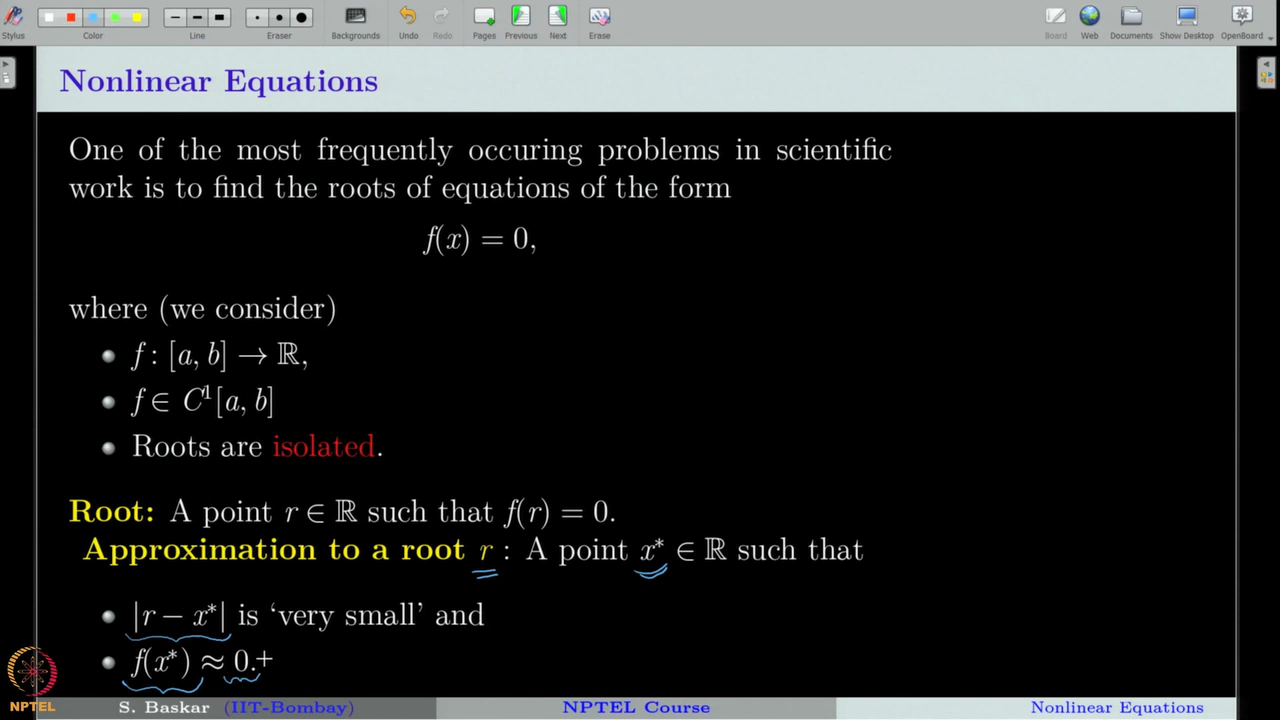 Stylus
Color
Line
Eraser
Backgrounds
Undo
Redo
Pages
Previous
Next
Erase
Board
Web
Documents
Show Desktop
OpenBoard
Nonlinear Equations
One of the most frequently occuring problems in scientific
work is to find the roots of equations of the form
f(x) = 0,
where (we consider)
f : [a, b] → ℝ,
f ∈ C¹[a, b]
Roots are isolated.
Root: A point r ∈ ℝ such that f(r) = 0.
Approximation to a root r : A point x* ∈ ℝ such that
|r − x*| is ‘very small’ and
f(x*) ≈ 0.
NPTEL
S. Baskar (IIT-Bombay)
NPTEL Course
Nonlinear Equations